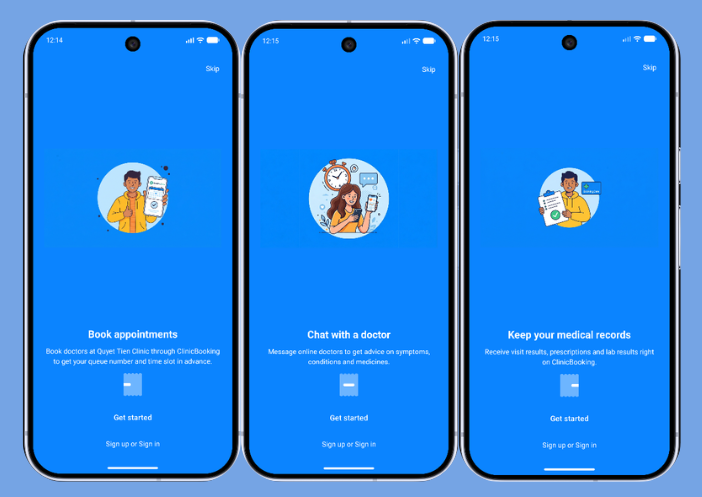 12:14
Skip
Book appointments
Book doctors at Quyet Tien Clinic through ClinicBooking
to get your queue number and time slot in advance.
Get started
Sign up or Sign in
12:15
Skip
Chat with a doctor
Message online doctors to get advice on symptoms,
conditions and medicines.
Get started
Sign up or Sign in
12:15
Skip
Keep your medical records
Receive visit results, prescriptions and lab results right
on ClinicBooking.
Get started
Sign up or Sign in